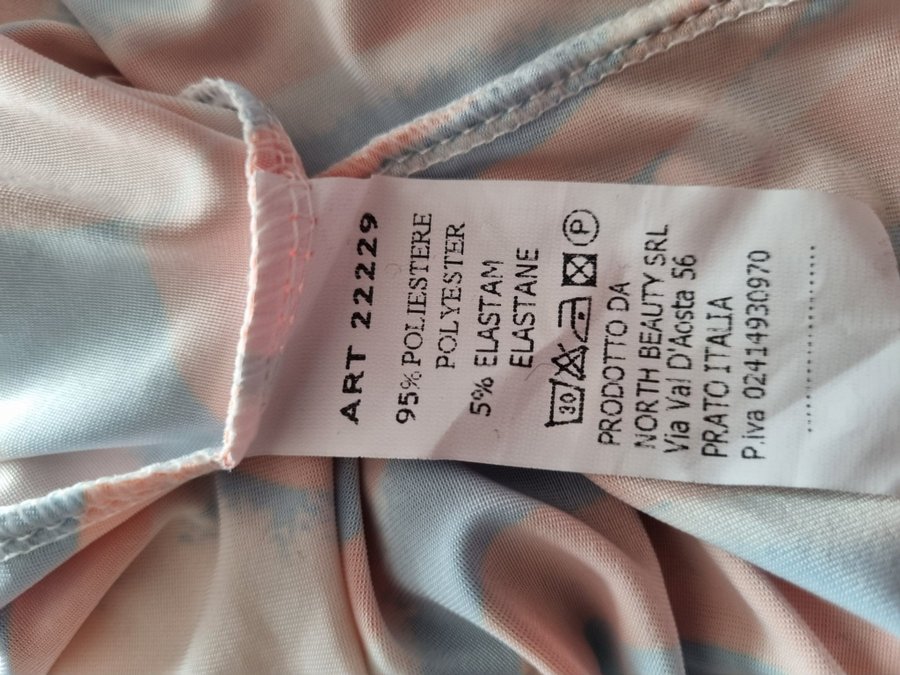 ART 22229
95% POLIESTERE
POLYESTER
5% ELASTAM
ELASTANE
30 P
PRODOTTO DA
NORTH BEAUTY SRL
Via Val D'Aosta 56
PRATO ITALIA
P.iva 02414930970